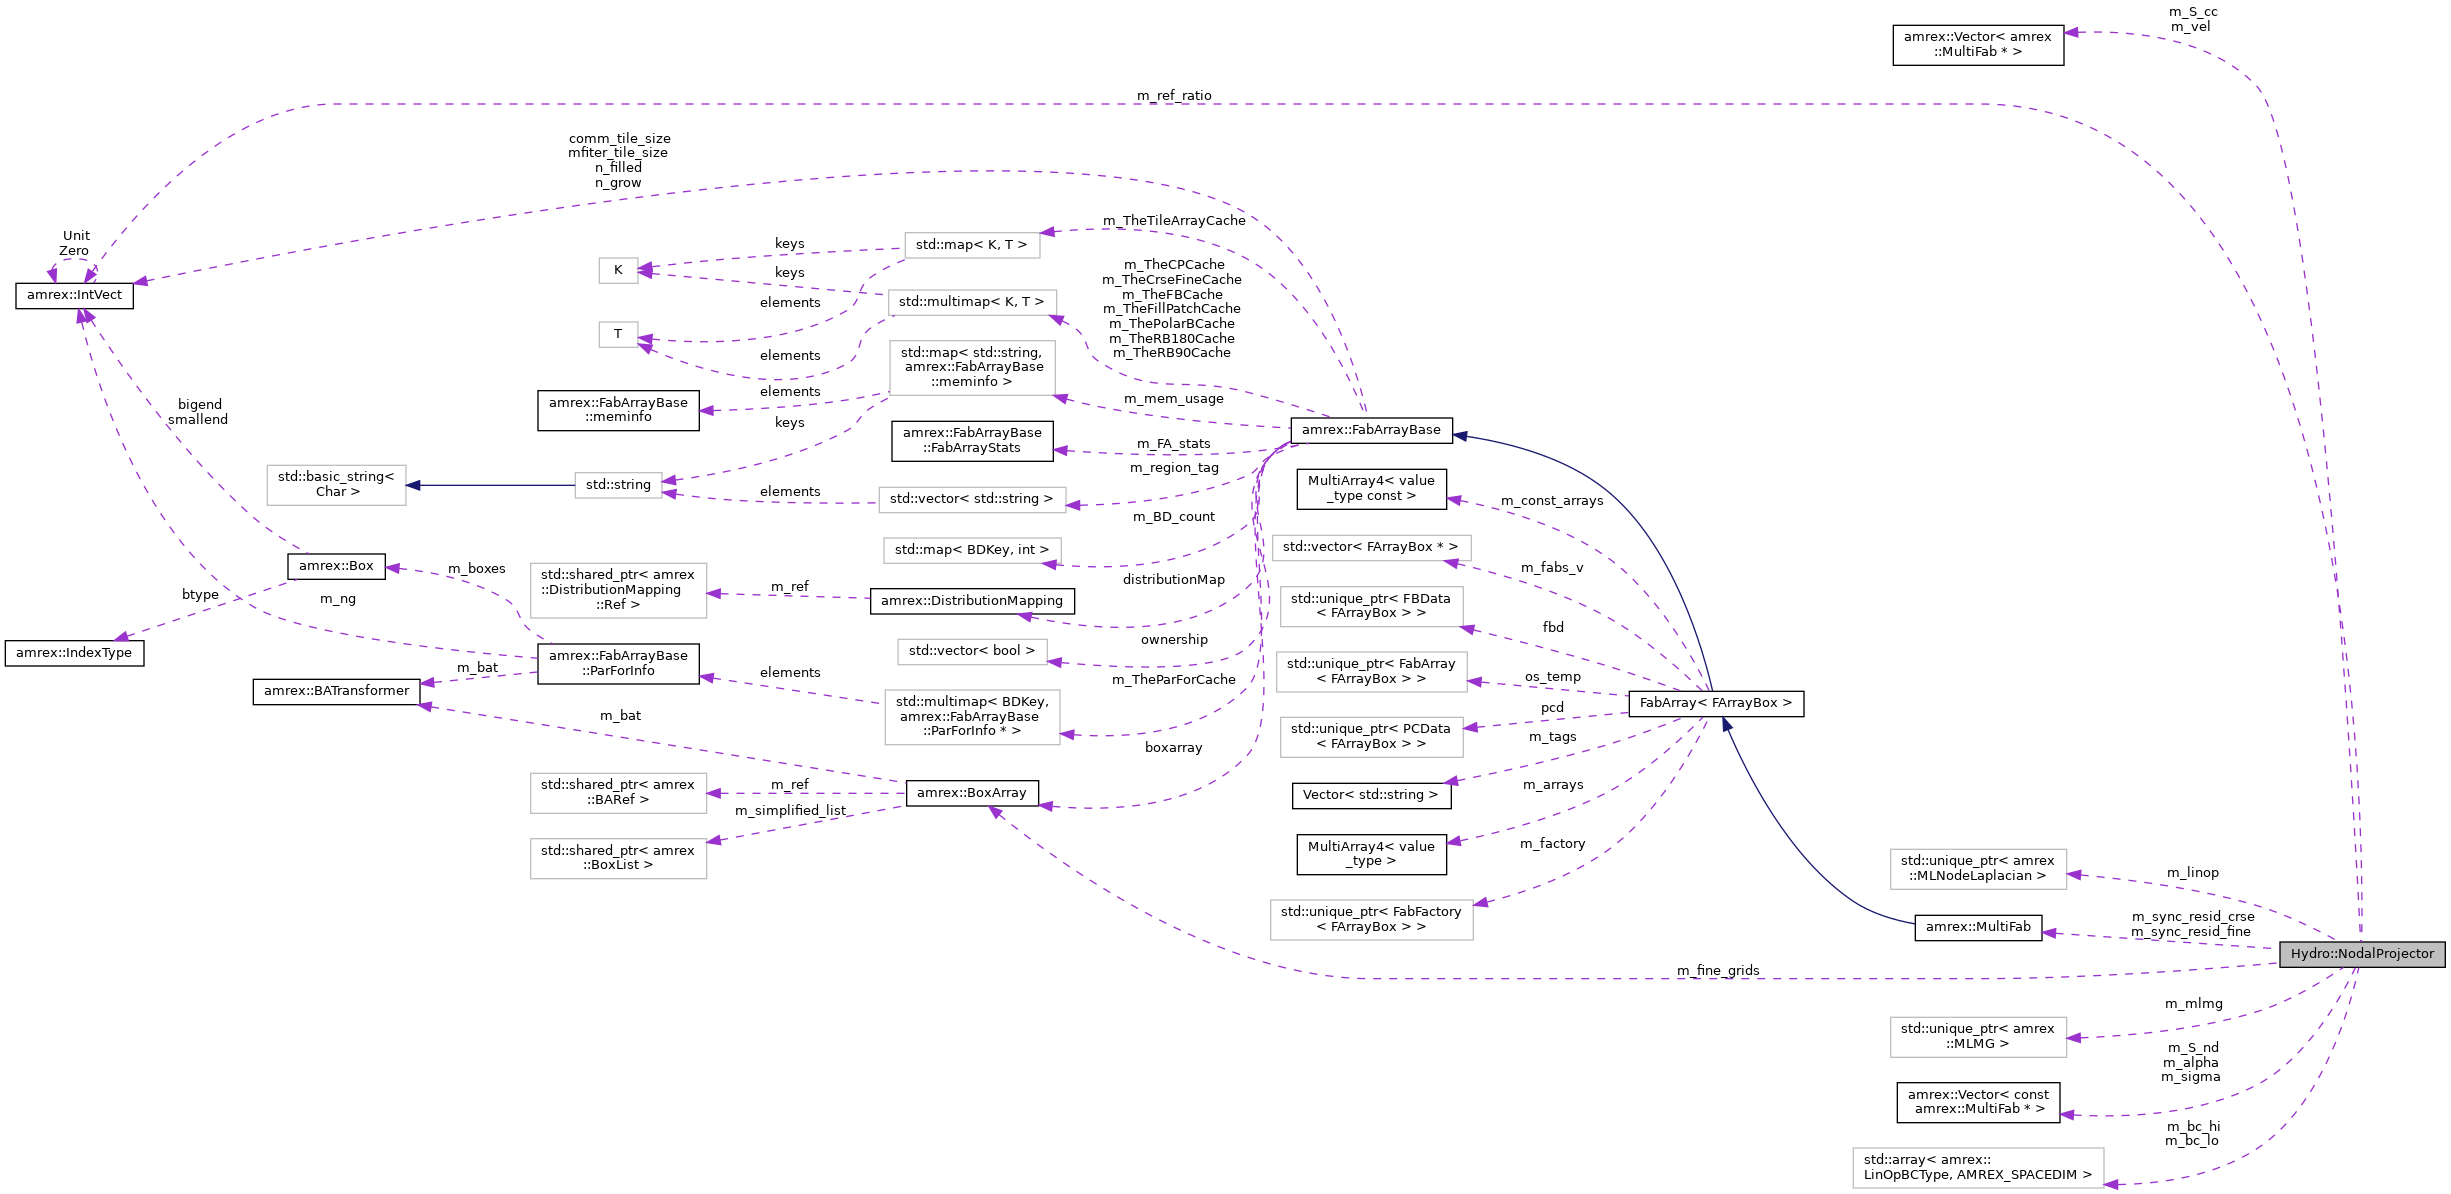 m_S_cc
m_vel
amrex::Vector< amrex
::MultiFab * >
m_ref_ratio
comm_tile_size
mfiter_tile_size
n_filled
n_grow
Unit
Zero
amrex::IntVect
m_TheTileArrayCache
keys
std::map< K, T >
K
keys
elements
std::multimap< K, T >
m_TheCPCache
m_TheCrseFineCache
m_TheFBCache
m_TheFillPatchCache
m_ThePolarBCache
m_TheRB180Cache
m_TheRB90Cache
T
elements
std::map< std::string,
amrex::FabArrayBase
::meminfo >
elements
amrex::FabArrayBase
::meminfo
m_mem_usage
bigend
smallend
keys
amrex::FabArrayBase
::FabArrayStats
m_FA_stats
amrex::FabArrayBase
m_region_tag
std::basic_string<
Char >
std::string
elements
std::vector< std::string >
MultiArray4< value
_type const >
m_const_arrays
m_BD_count
std::map< BDKey, int >
std::vector< FArrayBox * >
m_fabs_v
amrex::Box
m_boxes
std::shared_ptr< amrex
::DistributionMapping
::Ref >
m_ref
amrex::DistributionMapping
distributionMap
btype
m_ng
std::unique_ptr< FBData
< FArrayBox > >
fbd
amrex::IndexType
amrex::FabArrayBase
::ParForInfo
std::vector< bool >
ownership
std::unique_ptr< FabArray
< FArrayBox > >
os_temp
m_bat
elements
m_TheParForCache
amrex::BATransformer
std::multimap< BDKey,
amrex::FabArrayBase
::ParForInfo * >
FabArray< FArrayBox >
pcd
m_bat
std::unique_ptr< PCData
< FArrayBox > >
m_tags
boxarray
std::shared_ptr< amrex
::BARef >
m_ref
amrex::BoxArray
Vector< std::string >
m_arrays
m_simplified_list
std::shared_ptr< amrex
::BoxList >
MultiArray4< value
_type >
m_factory
std::unique_ptr< amrex
::MLNodeLaplacian >
m_linop
std::unique_ptr< FabFactory
< FArrayBox > >
amrex::MultiFab
m_sync_resid_crse
m_sync_resid_fine
Hydro::NodalProjector
m_fine_grids
m_mlmg
std::unique_ptr< amrex
::MLMG >
m_S_nd
m_alpha
m_sigma
amrex::Vector< const
amrex::MultiFab * >
m_bc_hi
m_bc_lo
std::array< amrex::
LinOpBCType, AMREX_SPACEDIM >